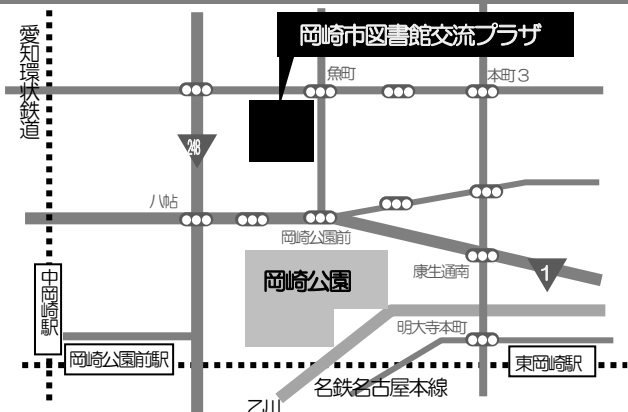 岡崎市図書館交流プラザ
愛知環状鉄道
魚町
本町3
248
八帖
岡崎公園前
岡崎公園
康生通南
1
中岡崎駅
明大寺本町
岡崎公園前駅
東岡崎駅
名鉄名古屋本線
乙川